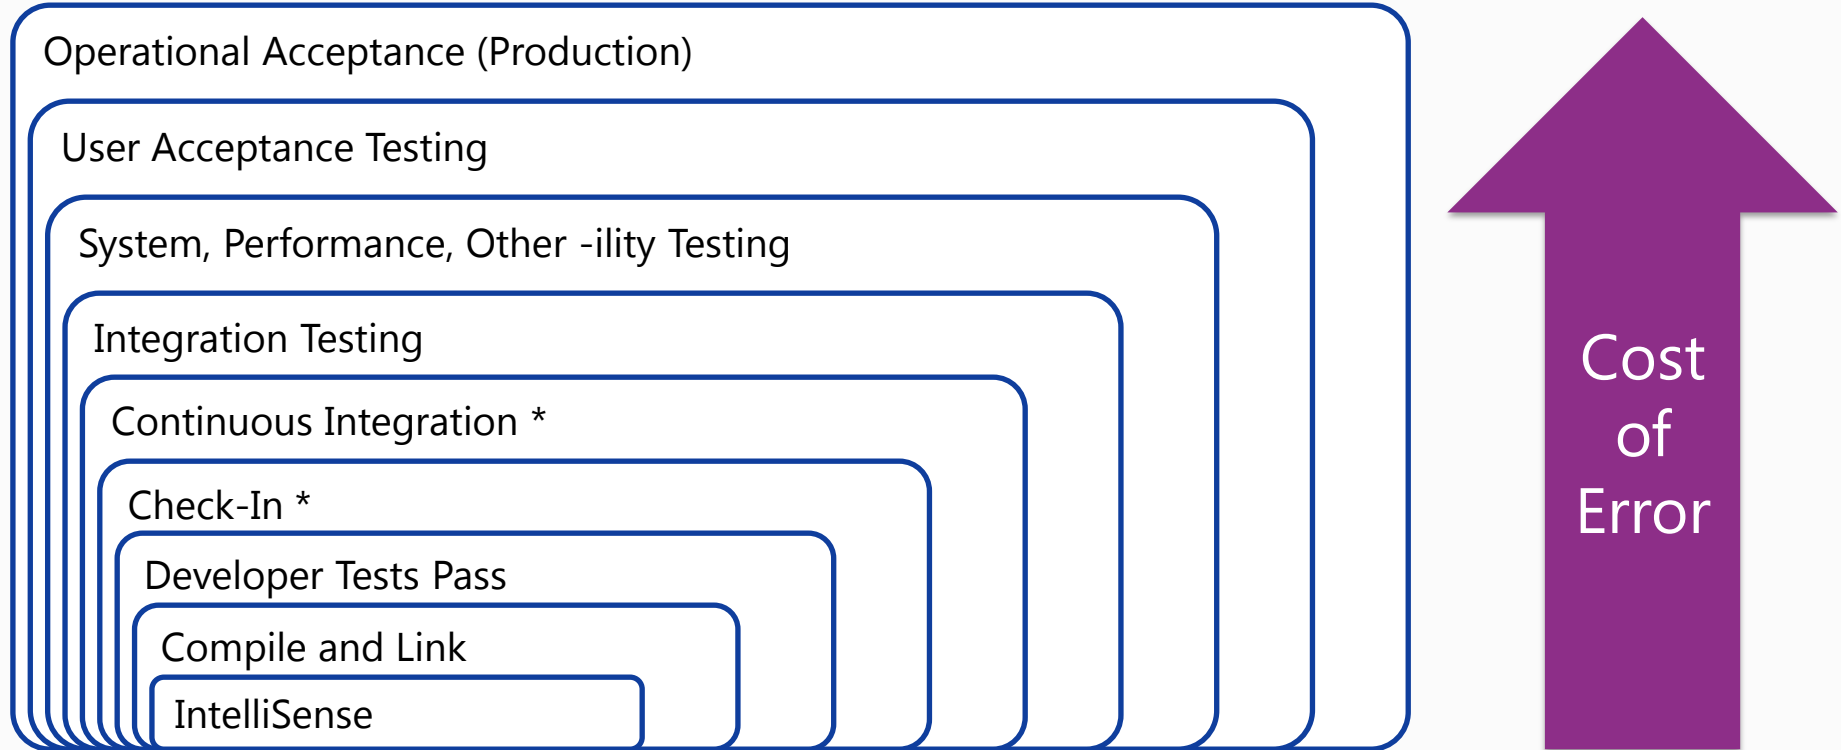 Operational Acceptance (Production)
User Acceptance Testing
System, Performance, Other -ility Testing
Integration Testing
Continuous Integration *
Check-In *
Developer Tests Pass
Compile and Link
IntelliSense
Cost
of
Error